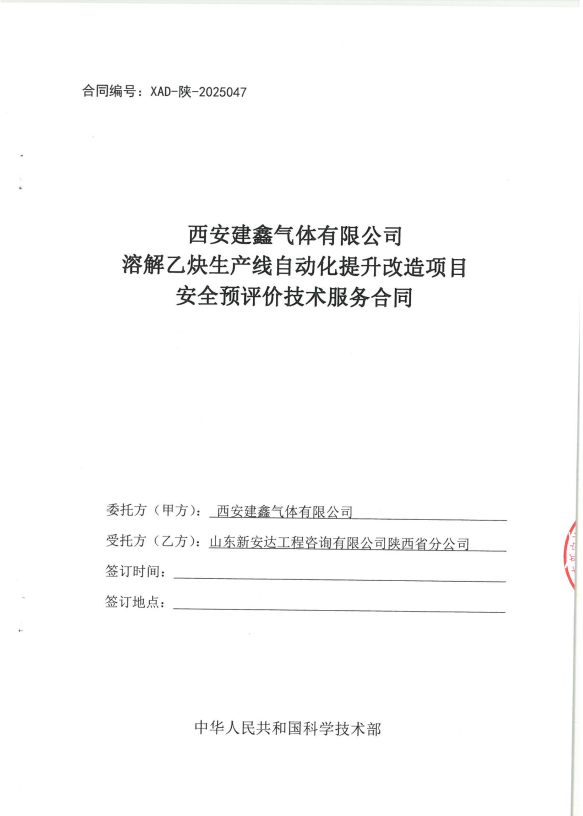 合同编号：XAD-陕-2025047
西安建鑫气体有限公司
溶解乙炔生产线自动化提升改造项目
安全预评价技术服务合同
委托方（甲方）：西安建鑫气体有限公司
受托方（乙方）：山东新安达工程咨询有限公司陕西省分公司
签订时间：
签订地点：
中华人民共和国科学技术部